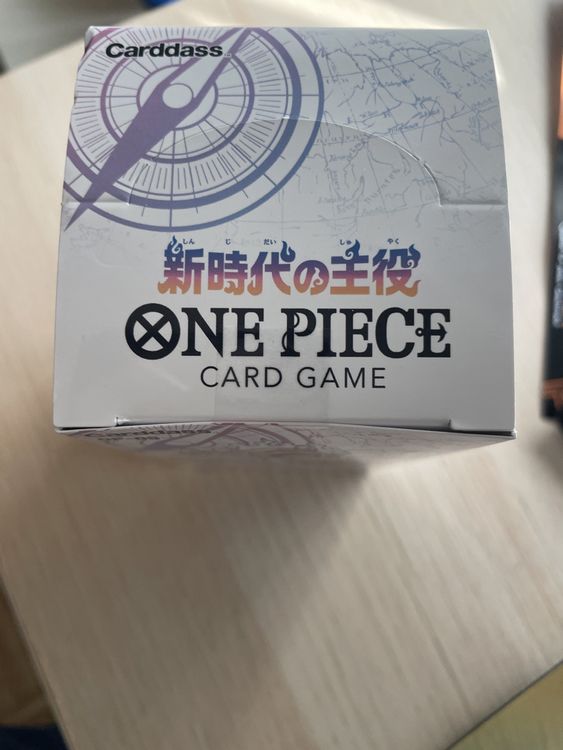 Carddass
しん じ だい しゅ やく
新時代の主役
ONE PIECE
CARD GAME
Carddass